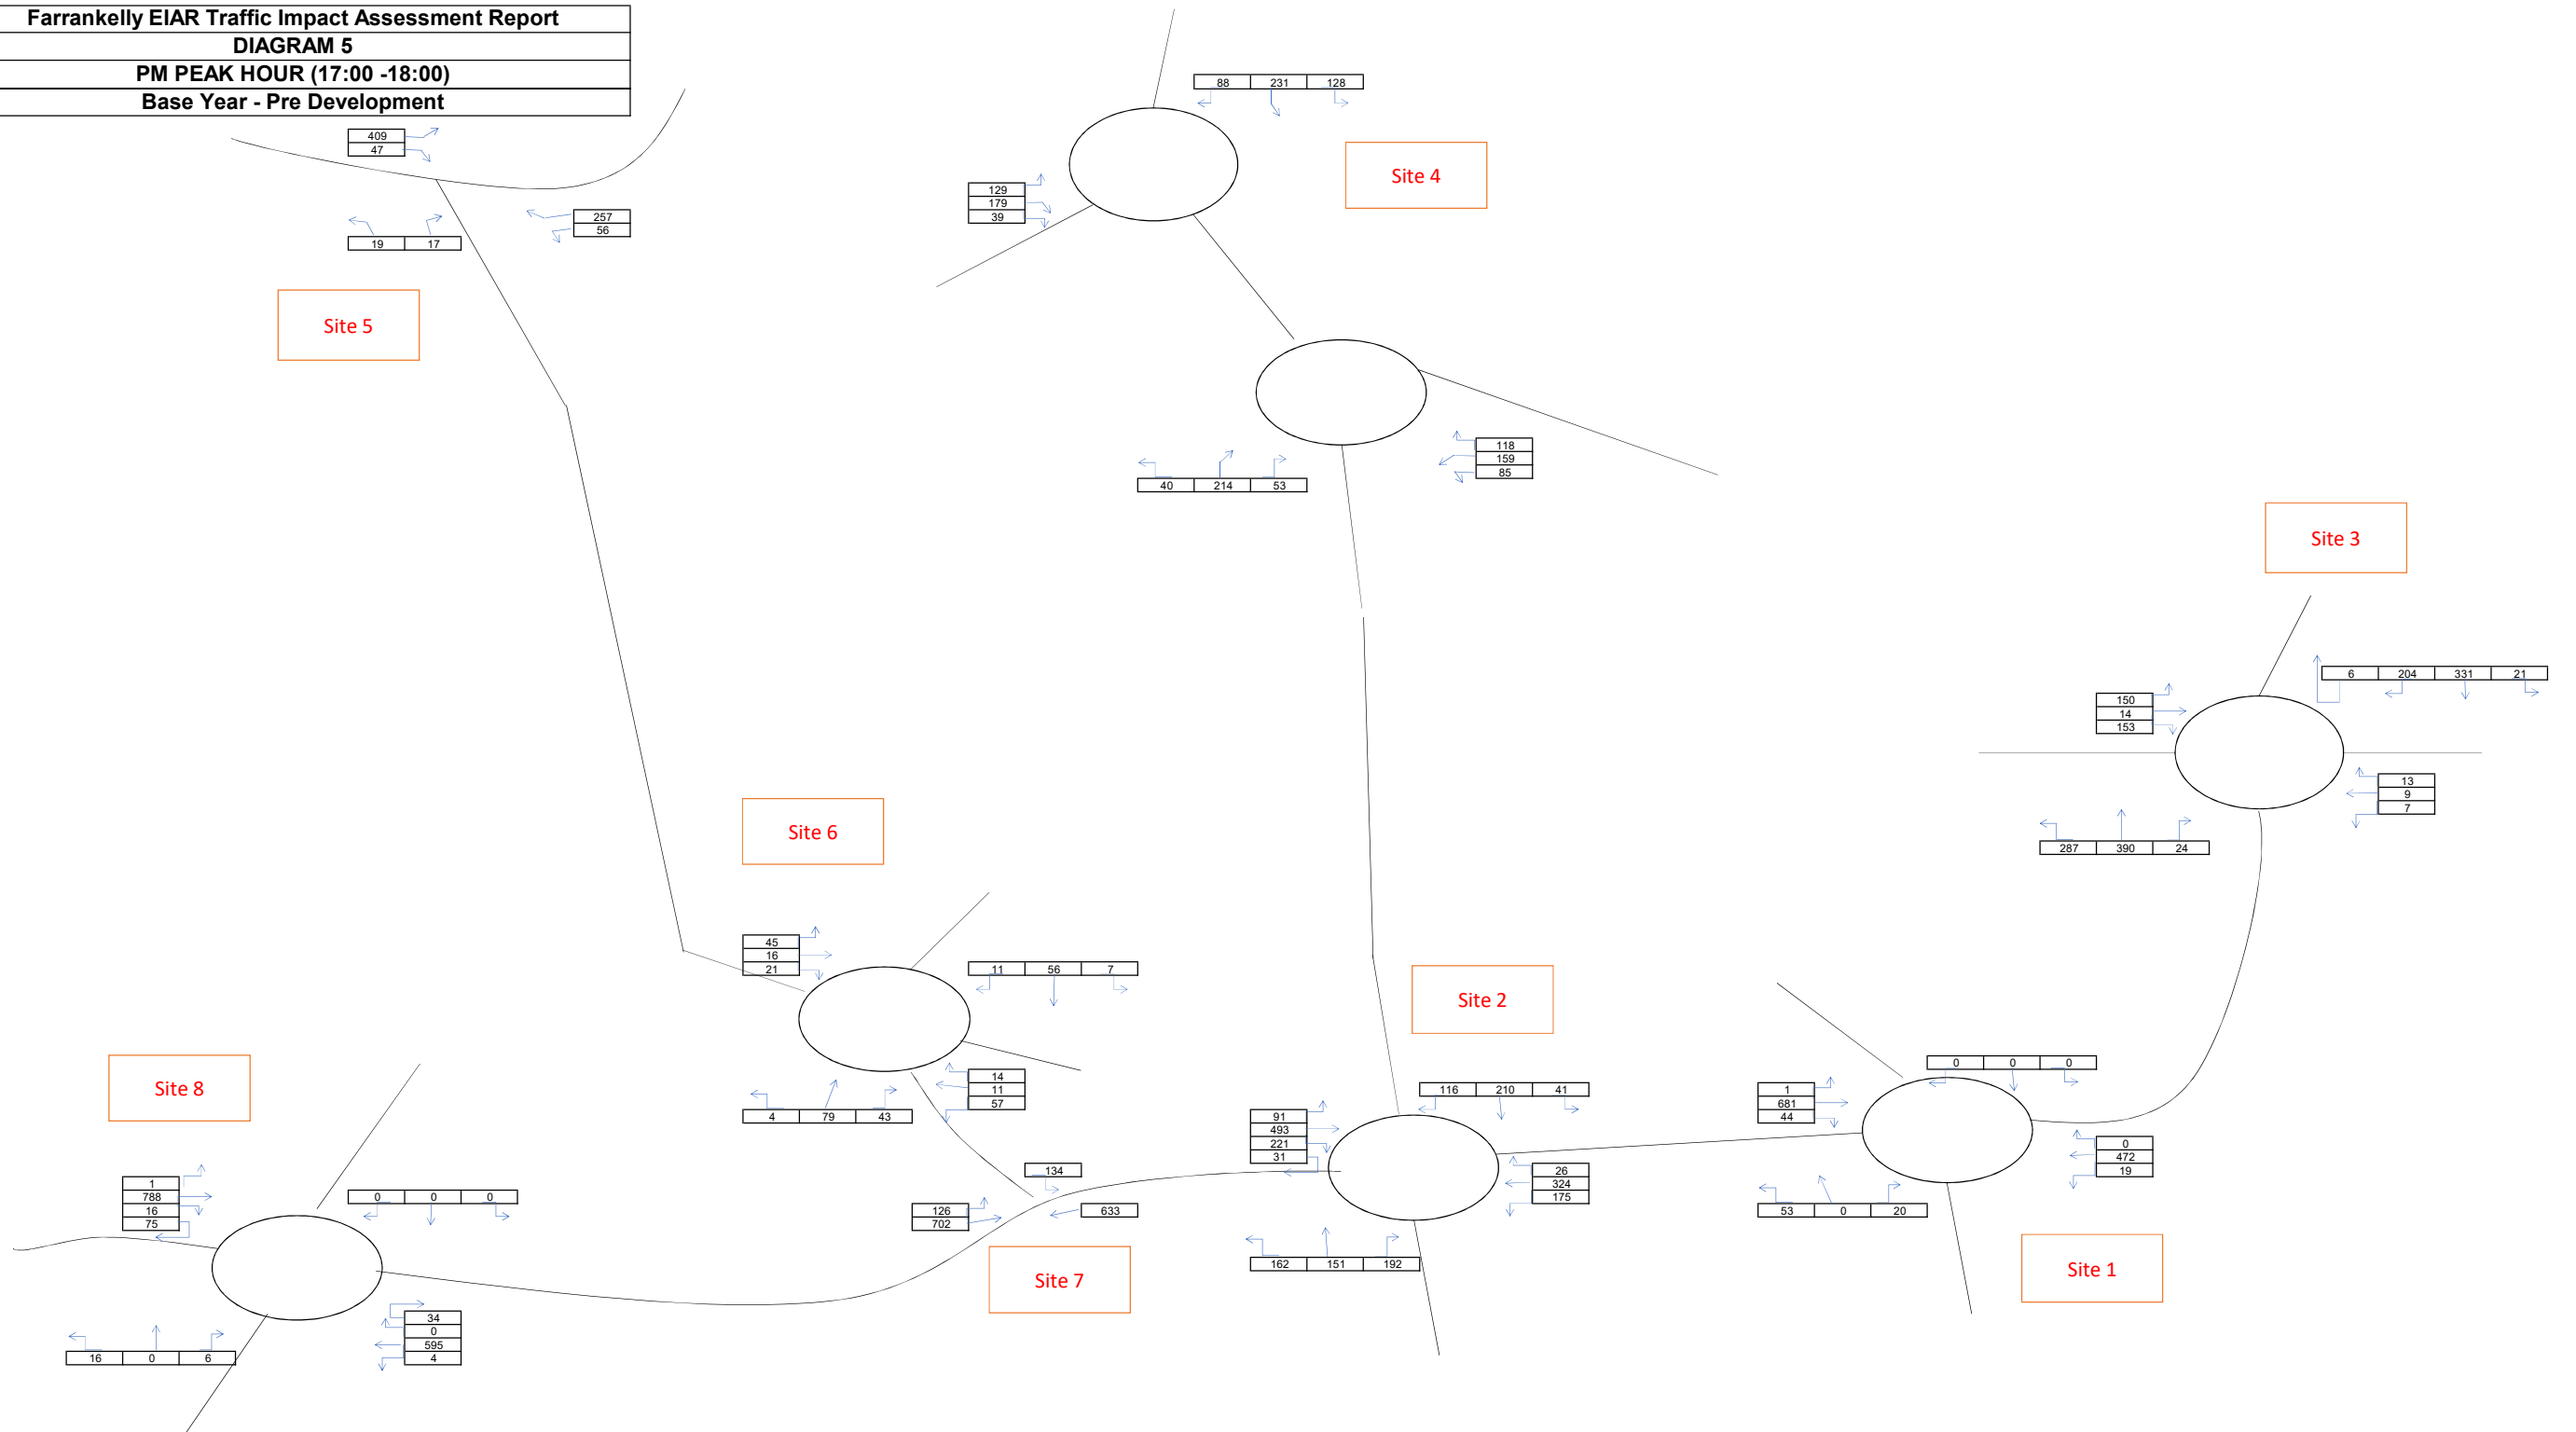 Farrankelly EIAR Traffic Impact Assessment Report
DIAGRAM 5
PM PEAK HOUR (17:00 -18:00)
Base Year - Pre Development
88 231 128
409
47
Site 4
129
179
39
257
56
19 17
Site 5
118
159
85
40 214 53
Site 3
6 204 331 21
150
14
153
13
9
7
287 390 24
Site 6
45
16
21
11 56 7
Site 2
14
11
57
4 79 43
Site 8
0 0 0
116 210 41
1
681
44
91
493
221
31
0
472
19
134
26
324
175
1
788
16
75
0 0 0
126
702
633
53 0 20
162 151 192
Site 7
Site 1
34
0
595
4
16 0 6